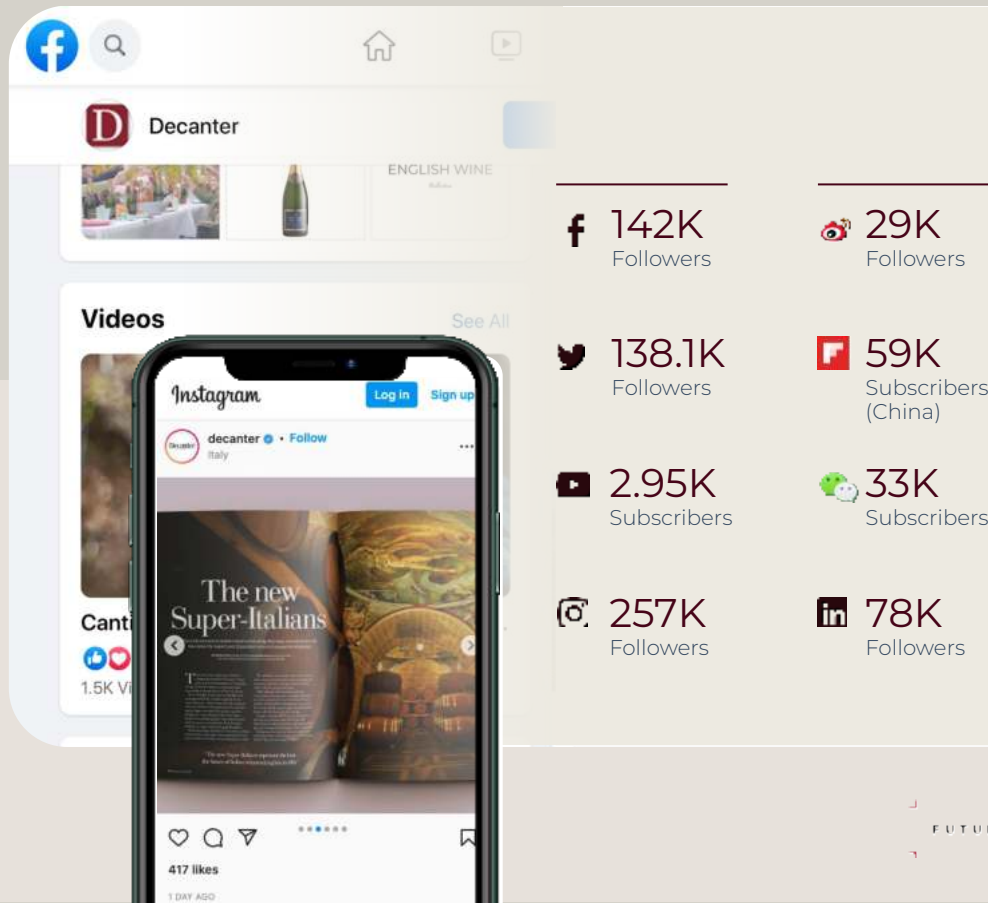 Decanter
ENGLISH WINE
Videos
See All
Instagram
Log in
Sign up
decanter • Follow
Italy
The new
Super-Italians
Canti
1.5K Vi
417 likes
1 DAY AGO
142K
Followers
138.1K
Followers
2.95K
Subscribers
257K
Followers
29K
Followers
59K
Subscribers
(China)
33K
Subscribers
in
78K
Followers
FUTU